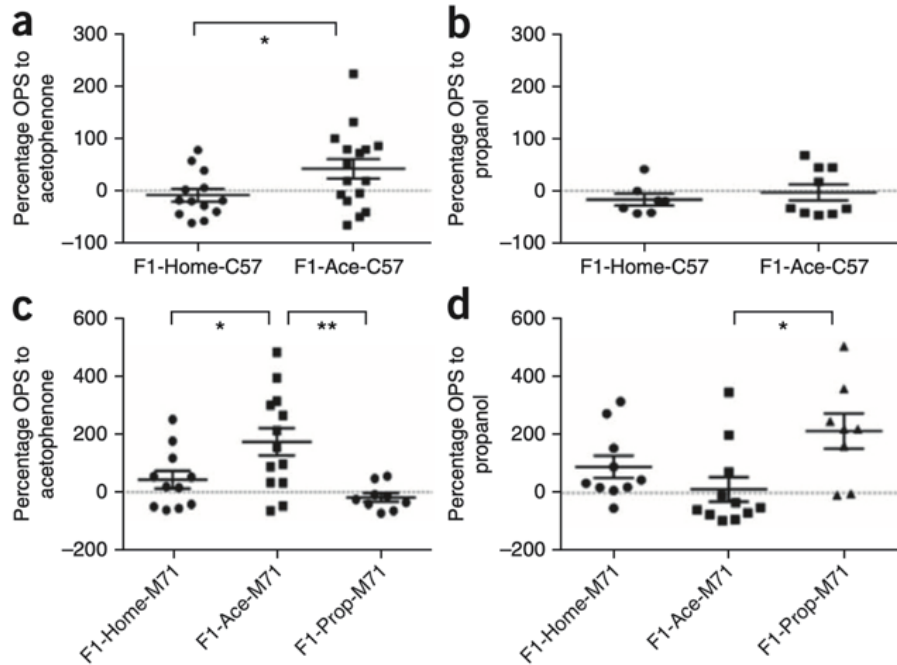 a
Percentage OPS to
acetophenone
300
200
100
0
–100
*
F1-Home-C57
F1-Ace-C57
b
Percentage OPS to
propanol
300
200
100
0
–100
F1-Home-C57
F1-Ace-C57
c
Percentage OPS to
acetophenone
600
400
200
0
–200
*
**
F1-Home-M71
F1-Ace-M71
F1-Prop-M71
d
Percentage OPS to
propanol
600
400
200
0
–200
*
F1-Home-M71
F1-Ace-M71
F1-Prop-M71